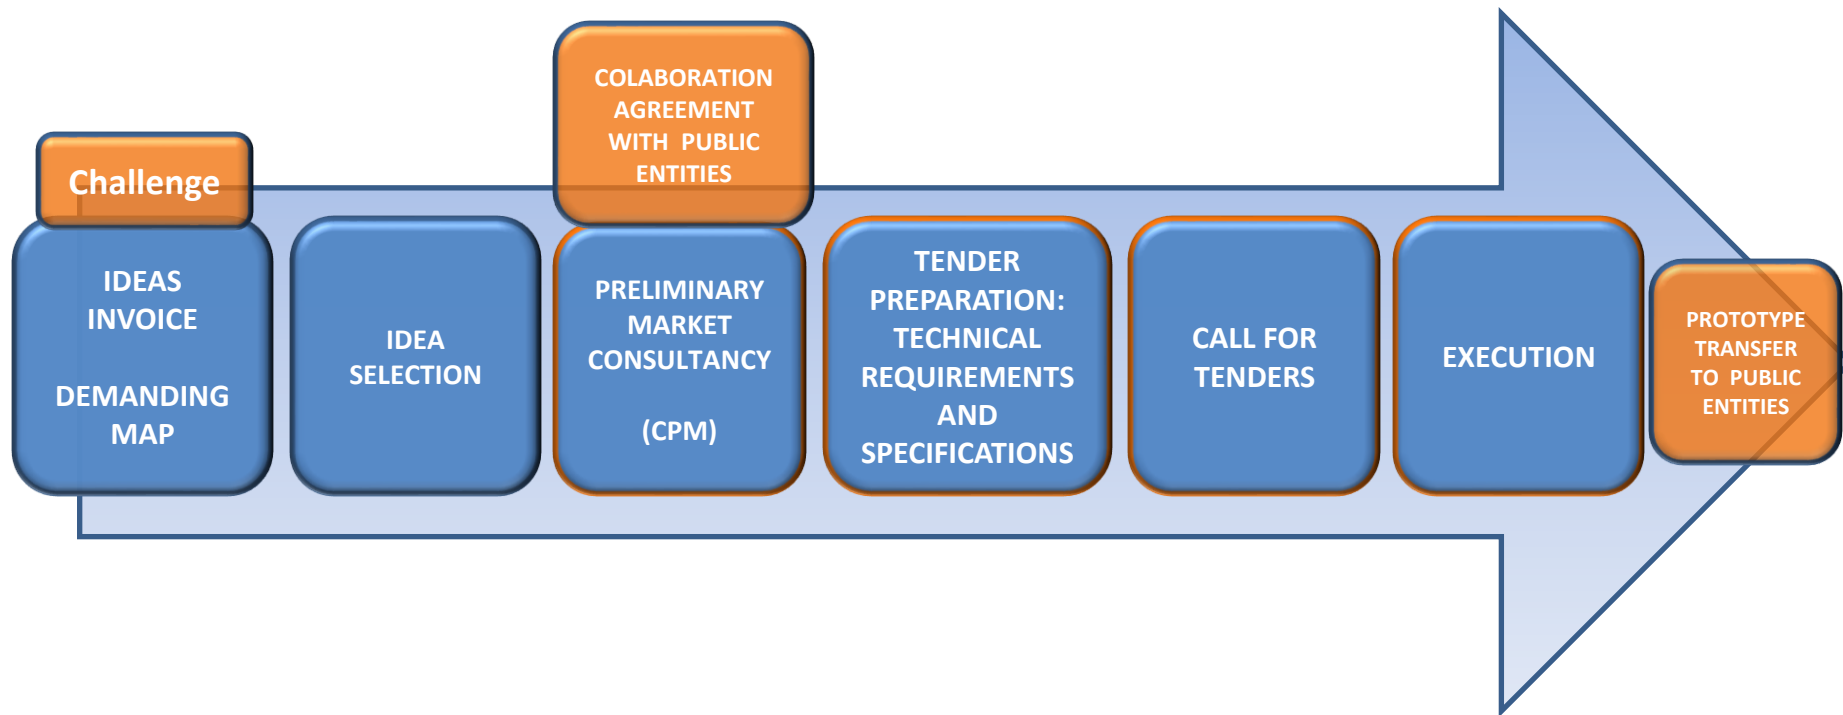 Challenge
IDEAS
INVOICE
DEMANDING
MAP
IDEA
SELECTION
COLABORATION
AGREEMENT
WITH PUBLIC
ENTITIES
PRELIMINARY
MARKET
CONSULTANCY
(CPM)
TENDER
PREPARATION:
TECHNICAL
REQUIREMENTS
AND
SPECIFICATIONS
CALL FOR
TENDERS
EXECUTION
PROTOTYPE
TRANSFER
TO PUBLIC
ENTITIES